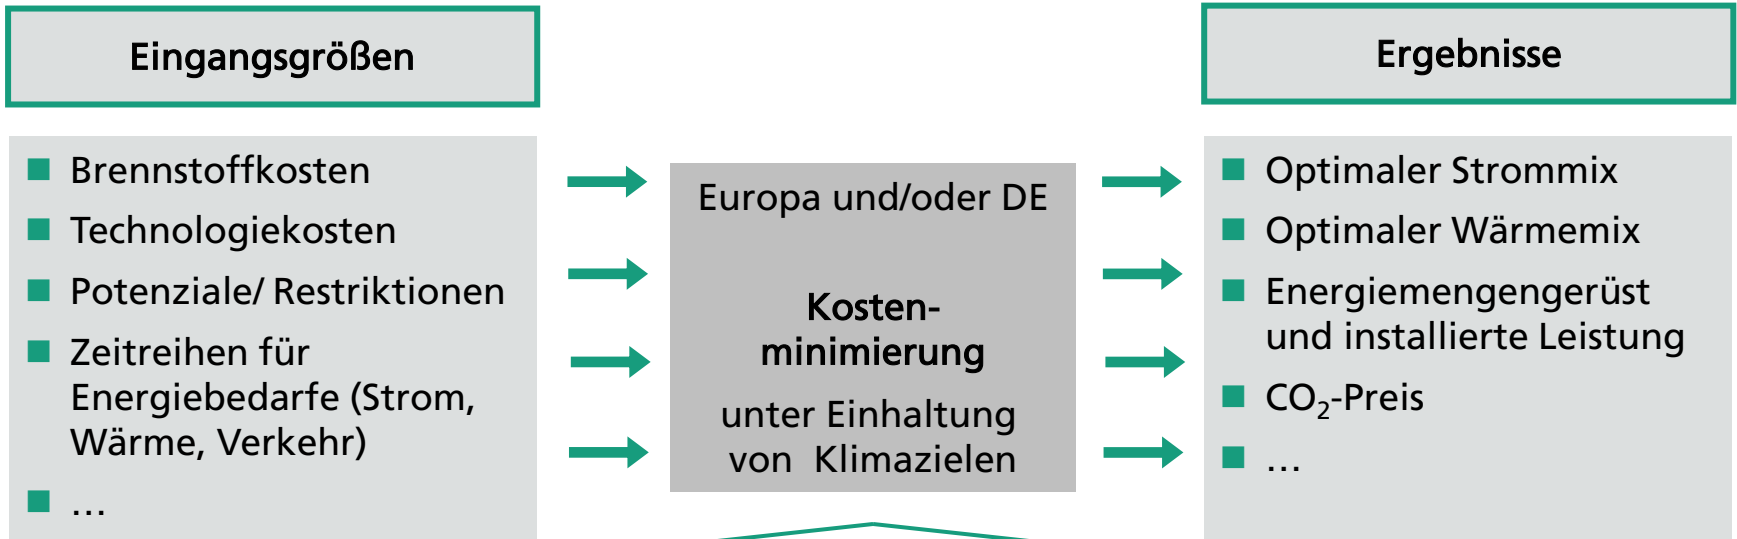 Eingangsgrößen
Brennstoffkosten
Technologiekosten
Potenziale/ Restriktionen
Zeitreihen für
Energiebedarfe (Strom,
Wärme, Verkehr)
…
Europa und/oder DE
Kosten-
minimierung
unter Einhaltung
von Klimazielen
Ergebnisse
Optimaler Strommix
Optimaler Wärmemix
Energiemengengerüst
und installierte Leistung
CO₂-Preis
…